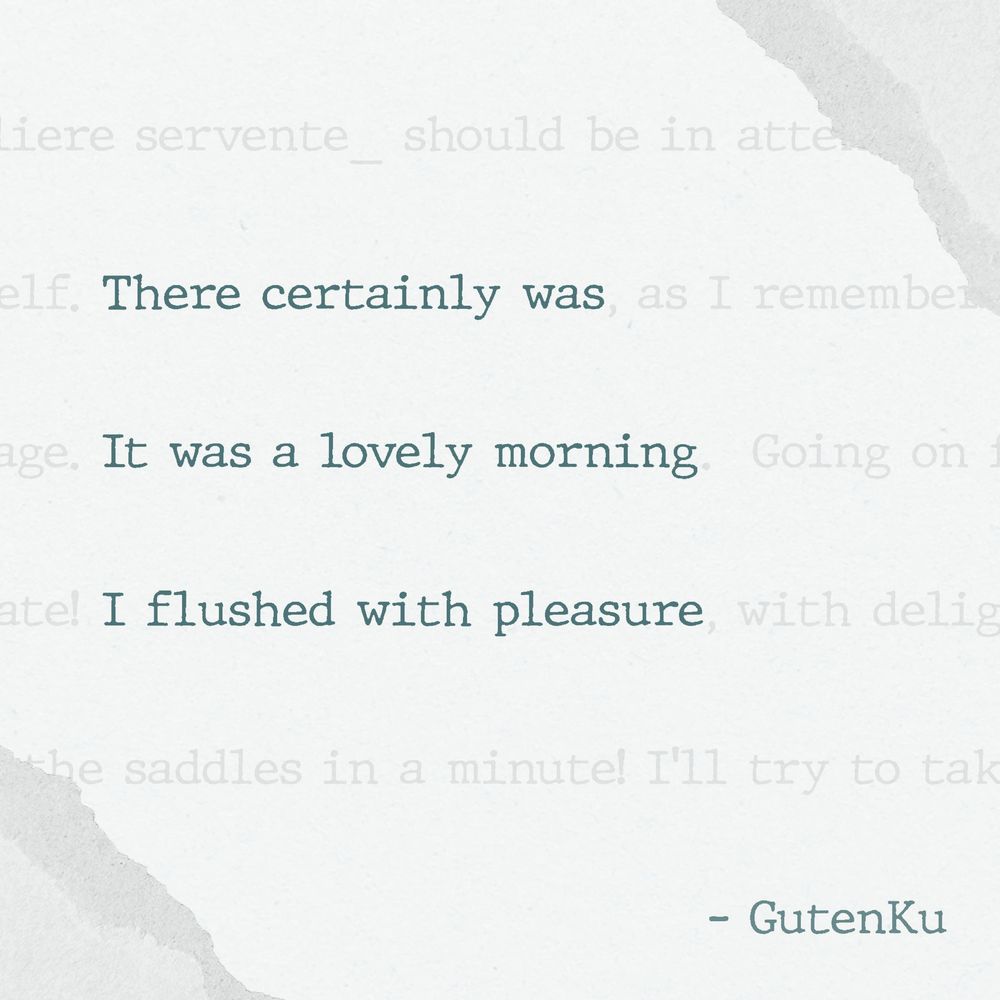 liere servente_ should be in atte
elf. There certainly was, as I remember
age. It was a lovely morning. Going on
ate! I flushed with pleasure, with delig
the saddles in a minute! I'll try to tak
- GutenKu